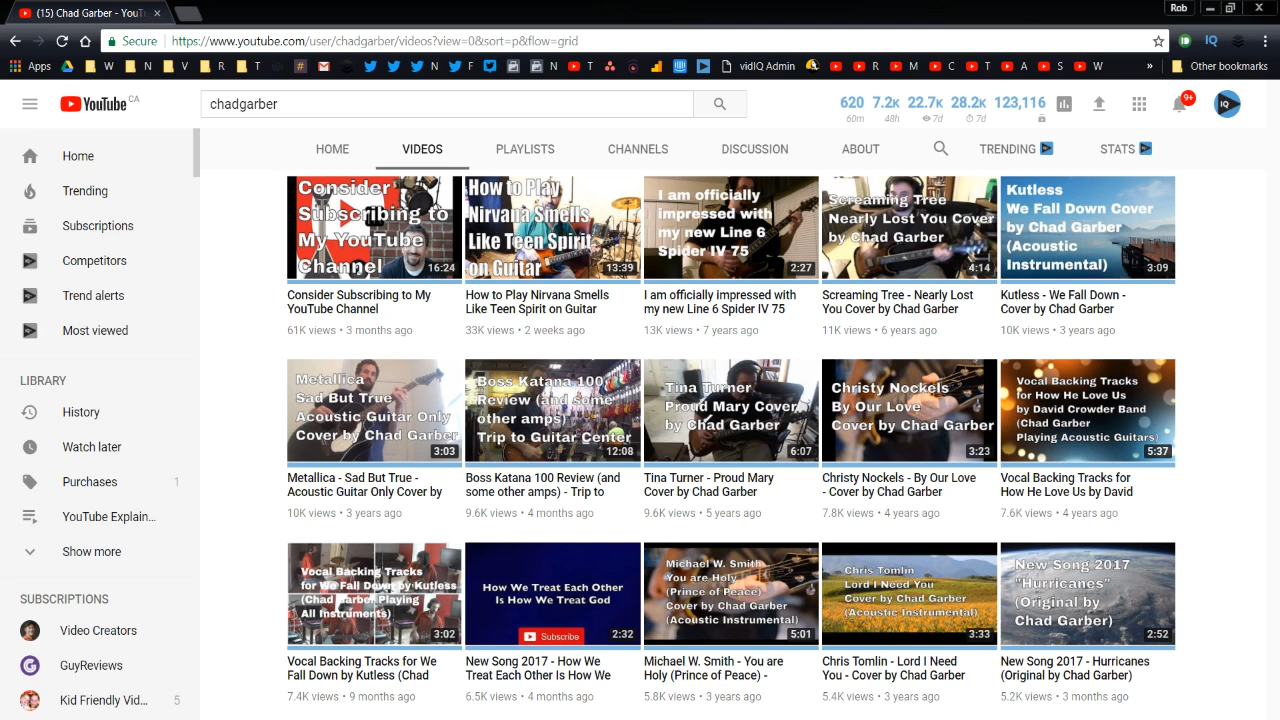 (15) Chad Garber - YouT
Rob
Secure
https://www.youtube.com/user/chadgarber/videos?view=0&sort=p&flow=grid
IQ
Apps W N V R T # N F N T vidIQ Admin R M C T A S W » Other bookmarks
YouTube CA
chadgarber
620 7.2K 22.7K 28.2K 123,116
60m 48h 7d 7d
9+
IQ
HOME VIDEOS PLAYLISTS CHANNELS DISCUSSION ABOUT TRENDING STATS
Home
Trending
Subscriptions
Competitors
Trend alerts
Most viewed
LIBRARY
History
Watch later
Purchases 1
YouTube Explain...
Show more
SUBSCRIPTIONS
Video Creators
GuyReviews
Kid Friendly Vid... 5
Consider
Subscribing to
My YouTube
Channel
16:24
Consider Subscribing to My
YouTube Channel
61K views • 3 months ago
How to Play
Nirvana Smells
Like Teen Spirit
on Guitar
13:39
How to Play Nirvana Smells
Like Teen Spirit on Guitar
33K views • 2 weeks ago
I am officially
impressed with
my new Line 6
Spider IV 75
2:27
I am officially impressed with
my new Line 6 Spider IV 75
13K views • 7 years ago
Screaming Tree
Nearly Lost You Cover
by Chad Garber
4:14
Screaming Tree - Nearly Lost
You Cover by Chad Garber
11K views • 6 years ago
Kutless
We Fall Down Cover
by Chad Garber
(Acoustic
Instrumental)
3:09
Kutless - We Fall Down -
Cover by Chad Garber
10K views • 3 years ago
Metallica
Sad But True
Acoustic Guitar Only
Cover by Chad Garber
3:03
Metallica - Sad But True -
Acoustic Guitar Only Cover by
10K views • 3 years ago
Boss Katana 100
Review (and some
other amps)
Trip to Guitar Center
12:08
Boss Katana 100 Review (and
some other amps) - Trip to
9.6K views • 4 months ago
Tina Turner
Proud Mary Cover
by Chad Garber
6:07
Tina Turner - Proud Mary
Cover by Chad Garber
9.6K views • 5 years ago
Christy Nockels
By Our Love
Cover by Chad Garber
3:23
Christy Nockels - By Our Love
- Cover by Chad Garber
7.8K views • 4 years ago
Vocal Backing Tracks
for How He Love Us
by David Crowder Band
(Chad Garber
Playing Acoustic Guitars)
5:37
Vocal Backing Tracks for
How He Love Us by David
7.6K views • 4 years ago
Vocal Backing Tracks
for We Fall Down by Kutless
(Chad Garber Playing
All Instruments)
3:02
Vocal Backing Tracks for We
Fall Down by Kutless (Chad
7.4K views • 9 months ago
How We Treat Each Other
Is How We Treat God
Subscribe
2:32
New Song 2017 - How We
Treat Each Other Is How We
6.5K views • 4 months ago
Michael W. Smith
You are Holy
(Prince of Peace)
Cover by Chad Garber
(Acoustic Instrumental)
5:01
Michael W. Smith - You are
Holy (Prince of Peace) -
5.8K views • 3 years ago
Chris Tomlin
Lord I Need You
Cover by Chad Garber
(Acoustic Instrumental)
3:33
Chris Tomlin - Lord I Need
You - Cover by Chad Garber
5.4K views • 3 years ago
New Song 2017
"Hurricanes"
(Original by
Chad Garber)
2:52
New Song 2017 - Hurricanes
(Original by Chad Garber)
5.2K views • 3 months ago